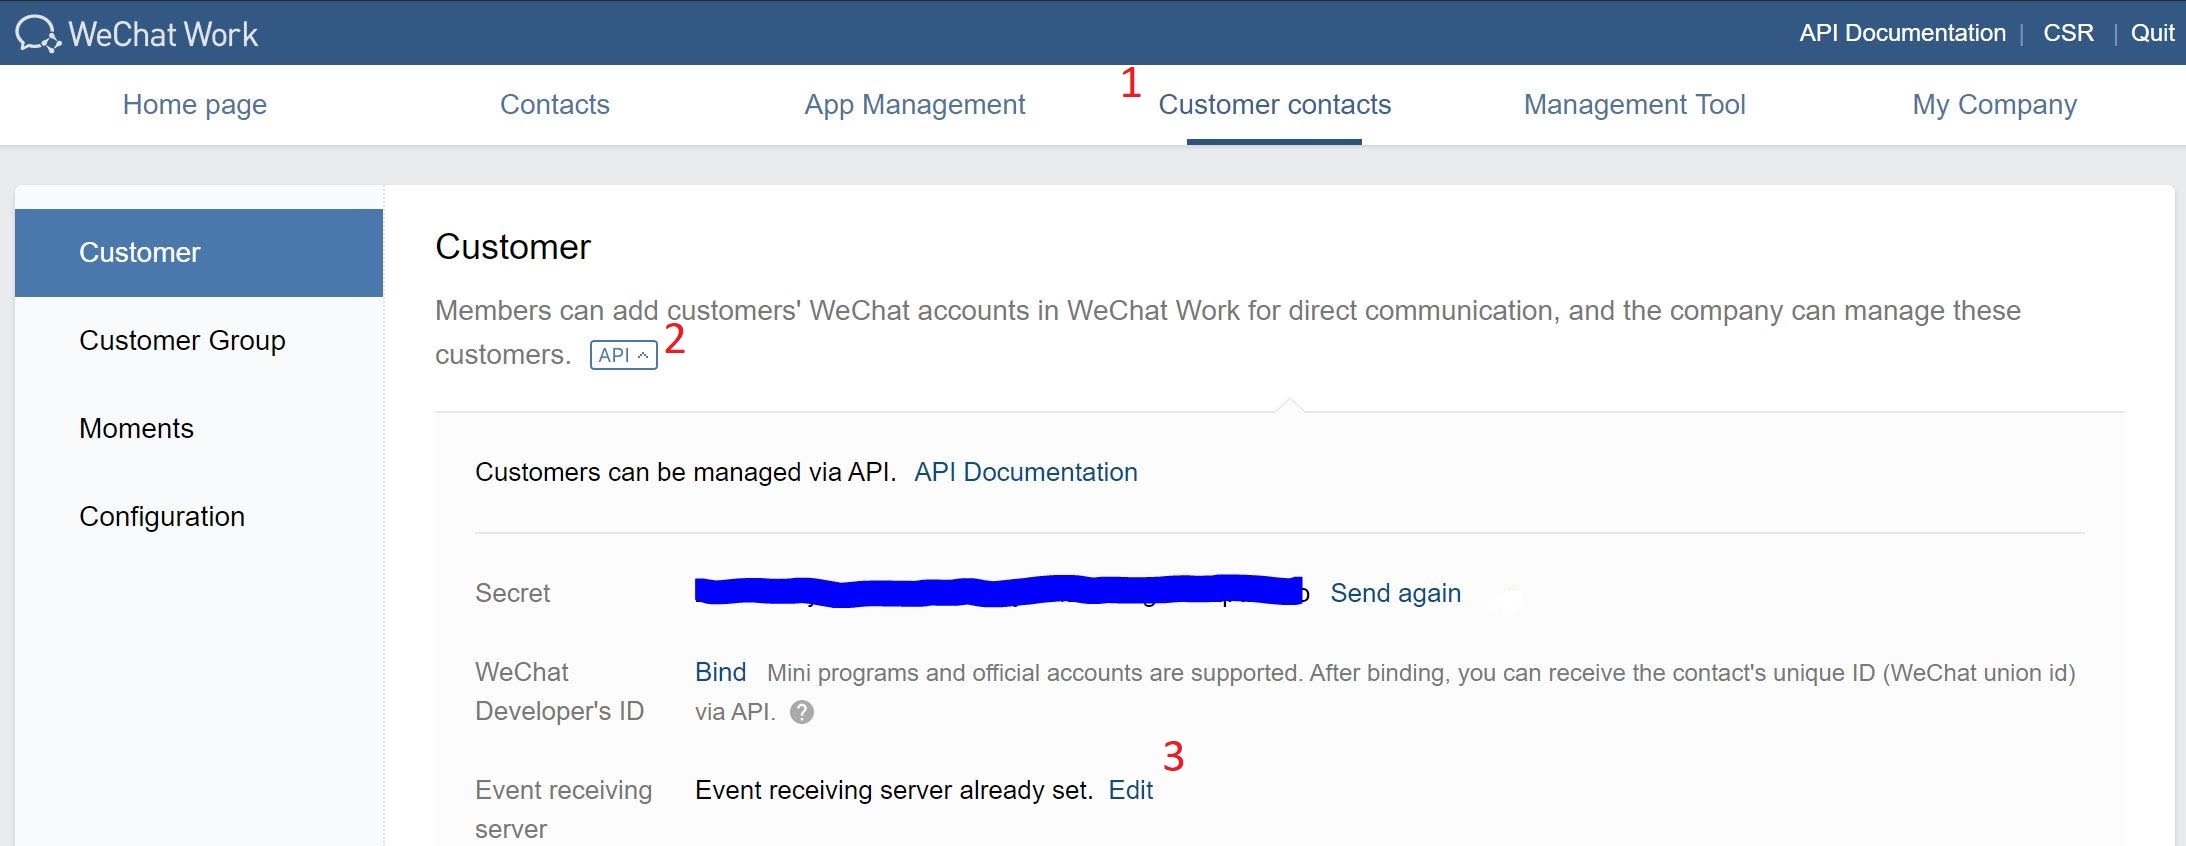 WeChat Work
API Documentation | CSR | Quit
Home page Contacts App Management 1 Customer contacts Management Tool My Company
Customer
Customer Group
Moments
Configuration
Customer
Members can add customers' WeChat accounts in WeChat Work for direct communication, and the company can manage these
customers. API 2
Customers can be managed via API. API Documentation
Secret Send again
WeChat
Developer's ID
Bind Mini programs and official accounts are supported. After binding, you can receive the contact's unique ID (WeChat union id)
via API. ?
3
Event receiving
server
Event receiving server already set. Edit